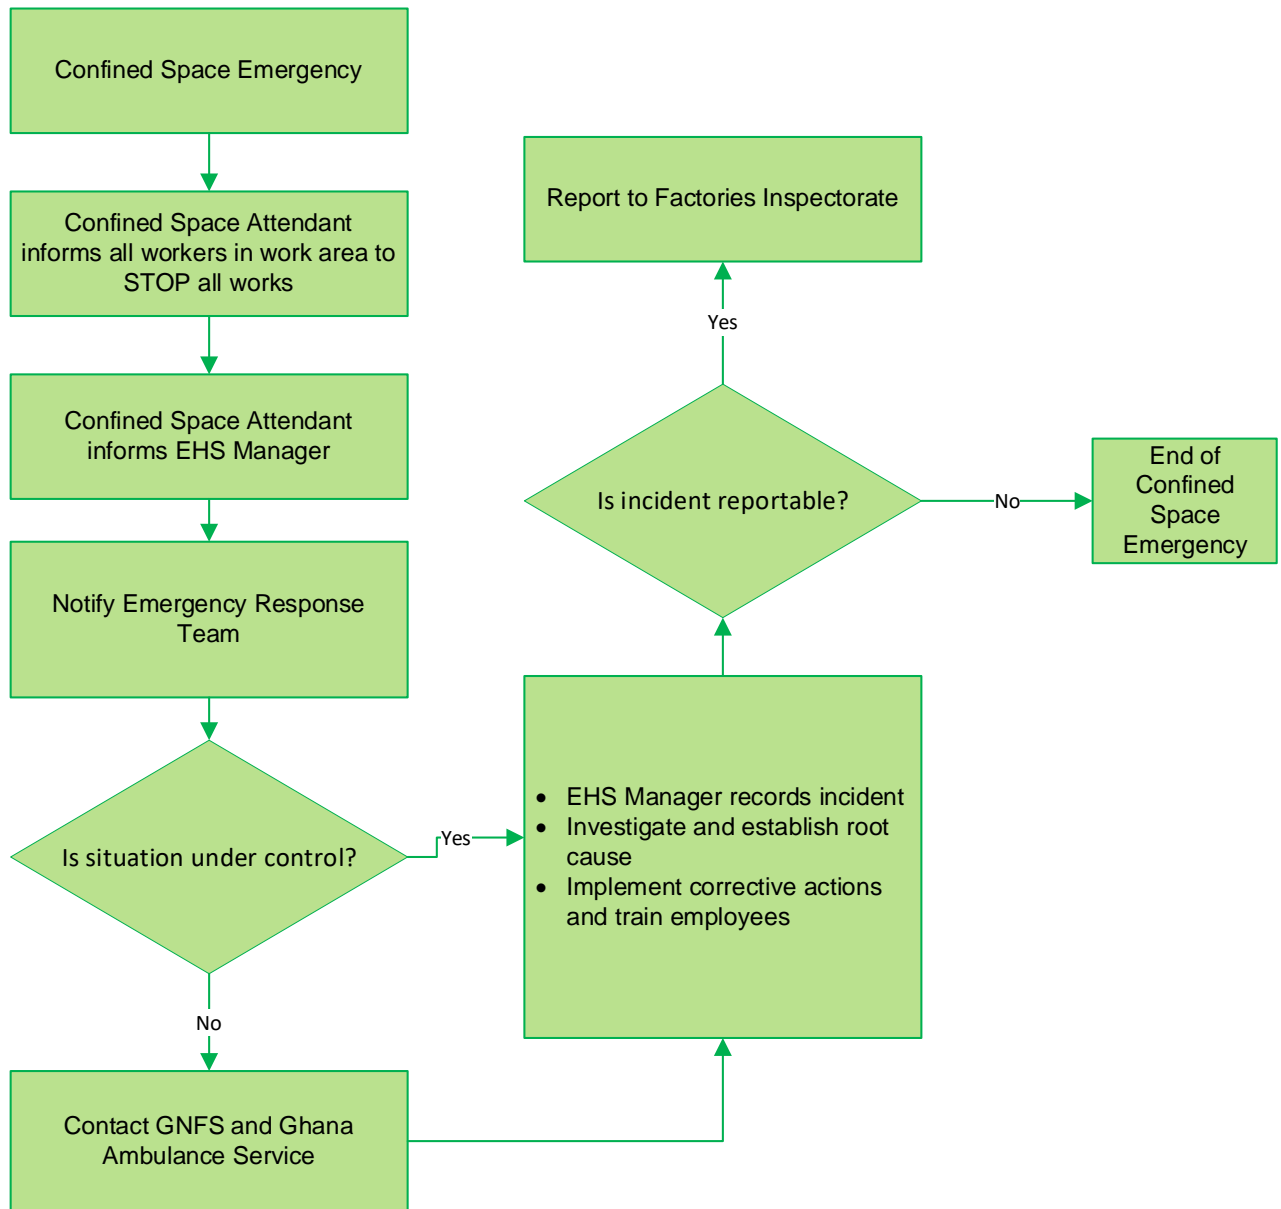 Confined Space Emergency
Confined Space Attendant
informs all workers in work area to
STOP all works
Confined Space Attendant
informs EHS Manager
Notify Emergency Response
Team
Is situation under control?
Yes
No
Contact GNFS and Ghana
Ambulance Service
• EHS Manager records incident
• Investigate and establish root
cause
• Implement corrective actions
and train employees
Is incident reportable?
Yes
Report to Factories Inspectorate
No
End of
Confined
Space
Emergency